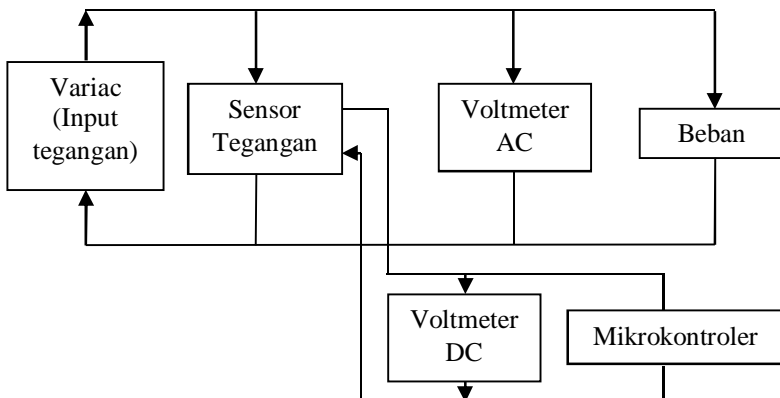 Variac
(Input
tegangan)
Sensor
Tegangan
Voltmeter
AC
Beban
Voltmeter
DC
Mikrokontroler